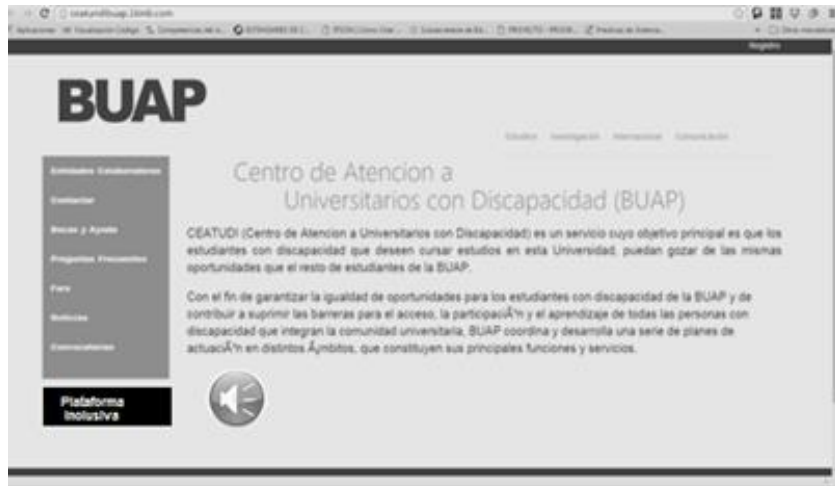 Registro
BUAP
Estudios Investigación Internacional Comunicación
Entidades Colaboradoras
Contactar
Becas y Ayuda
Preguntas Frecuentes
Foro
Noticias
Convocatorias
Plataforma
Inclusiva
Centro de Atencion a
Universitarios con Discapacidad (BUAP)
CEATUDI (Centro de Atencion a Universitarios con Discapacidad) es un servicio cuyo objetivo principal es que los
estudiantes con discapacidad que deseen cursar estudios en esta Universidad, puedan gozar de las mismas
oportunidades que el resto de estudiantes de la BUAP.
Con el fin de garantizar la igualdad de oportunidades para los estudiantes con discapacidad de la BUAP y de
contribuir a suprimir las barreras para el acceso, la participaciÃ³n y el aprendizaje de todas las personas con
discapacidad que integran la comunidad universitaria, BUAP coordina y desarrolla una serie de planes de
actuaciÃ³n en distintos Ã¡mbitos, que constituyen sus principales funciones y servicios.